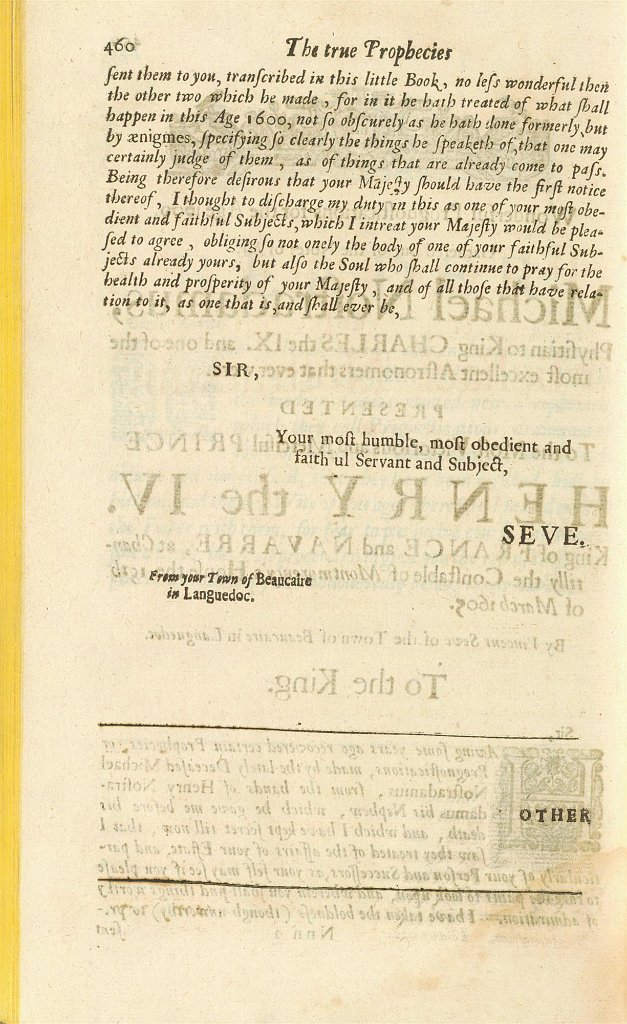 460 The true Prophecies
ſent them to you, tranſcribed in this little Book, no leſs wonderful then
the other two which he made, for in it he hath treated of what ſhall
happen in this Age 1600, not ſo obſcurely as he hath done formerly, but
by ænigmes, ſpecifying ſo clearly the things he ſpeaketh of, that one may
certainly judge of them, as of things that are already come to paſs.
Being therefore deſirous that your Majeſty ſhould have the firſt notice
thereof, I thought to diſcharge my duty in this as one of your moſt obe-
dient and faithful Subjects, which I intreat your Majeſty would be plea-
ſed to agree, obliging ſo not onely the body of one of your faithful Sub-
jects already yours, but alſo the Soul who ſhall continue to pray for the
health and proſperity of your Majeſty, and of all thoſe that have rela-
tion to it, as one that is, and ſhall ever be,
SIR,
Your moſt humble, moſt obedient and
faith ul Servant and Subject,
SEVE.
From your Town of Beaucaire
in Languedoc.
OTHER